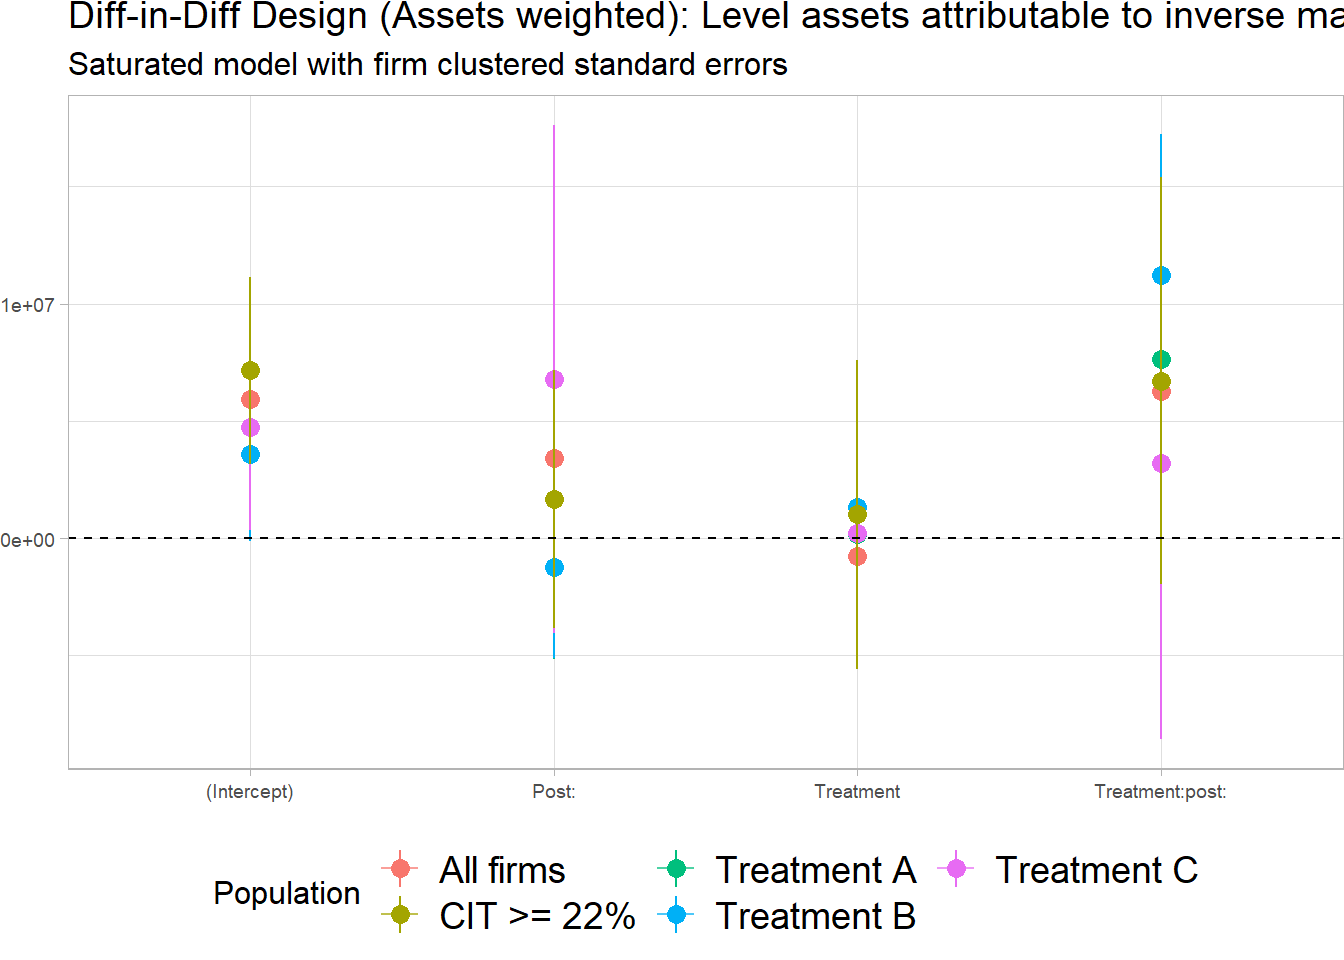 Diff-in-Diff Design (Assets weighted): Level assets attributable to inverse
Saturated model with firm clustered standard errors
1e+07
0e+00
(Intercept)
Post:
Treatment
Treatment:post:
Population
All firms
Treatment A
Treatment C
CIT >= 22%
Treatment B